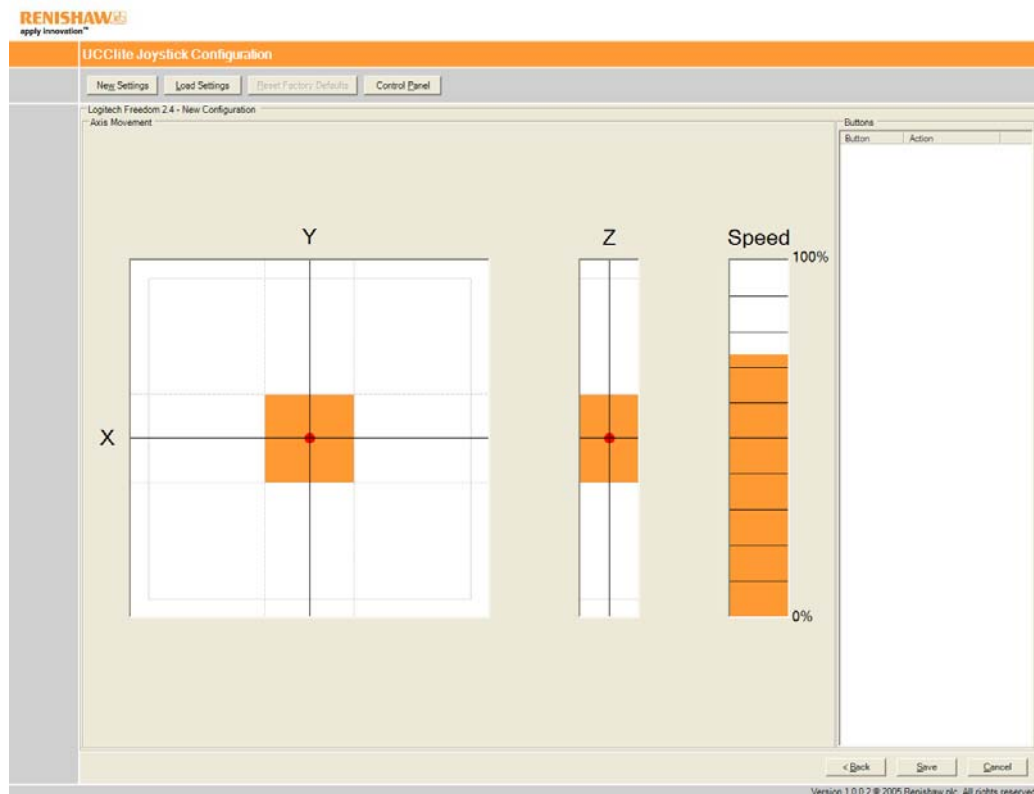 RENISHAW
apply innovation™
UCClite Joystick Configuration
New Settings Load Settings Reset Factory Defaults Control Panel
Logitech Freedom 2.4 - New Configuration
Axis Movement
Buttons
Button Action
Y Z Speed
100%
X
0%
< Back Save Cancel
Version 1.0.0.2 © 2005 Renishaw plc. All rights reserved